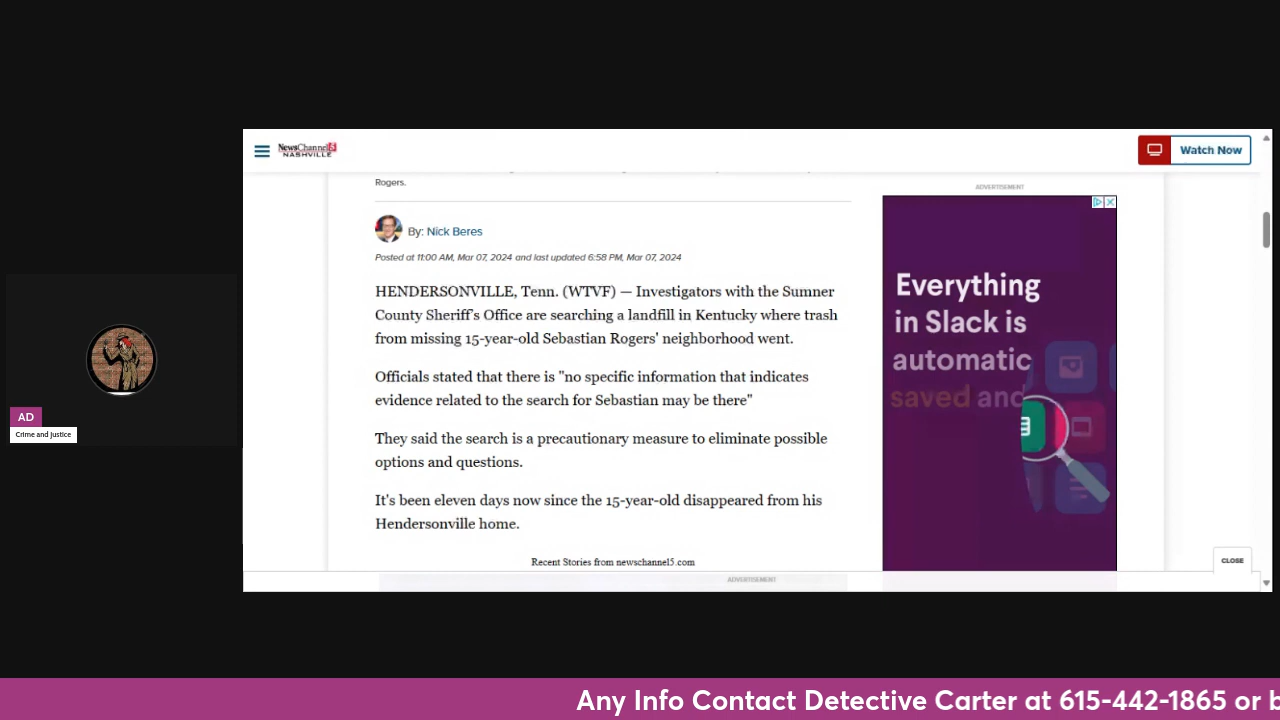 NewsChannel 5
NASHVILLE
Watch Now
Rogers.
ADVERTISEMENT
By: Nick Beres
Posted at 11:00 AM, Mar 07, 2024 and last updated 6:58 PM, Mar 07, 2024
HENDERSONVILLE, Tenn. (WTVF) — Investigators with the Sumner
County Sheriff's Office are searching a landfill in Kentucky where trash
from missing 15-year-old Sebastian Rogers' neighborhood went.
Officials stated that there is "no specific information that indicates
evidence related to the search for Sebastian may be there"
They said the search is a precautionary measure to eliminate possible
options and questions.
It's been eleven days now since the 15-year-old disappeared from his
Hendersonville home.
Recent Stories from newschannel5.com
ADVERTISEMENT
Everything
in Slack is
automatic
saved and
CLOSE
AD
Crime and Justice
Any Info Contact Detective Carter at 615-442-1865 or b